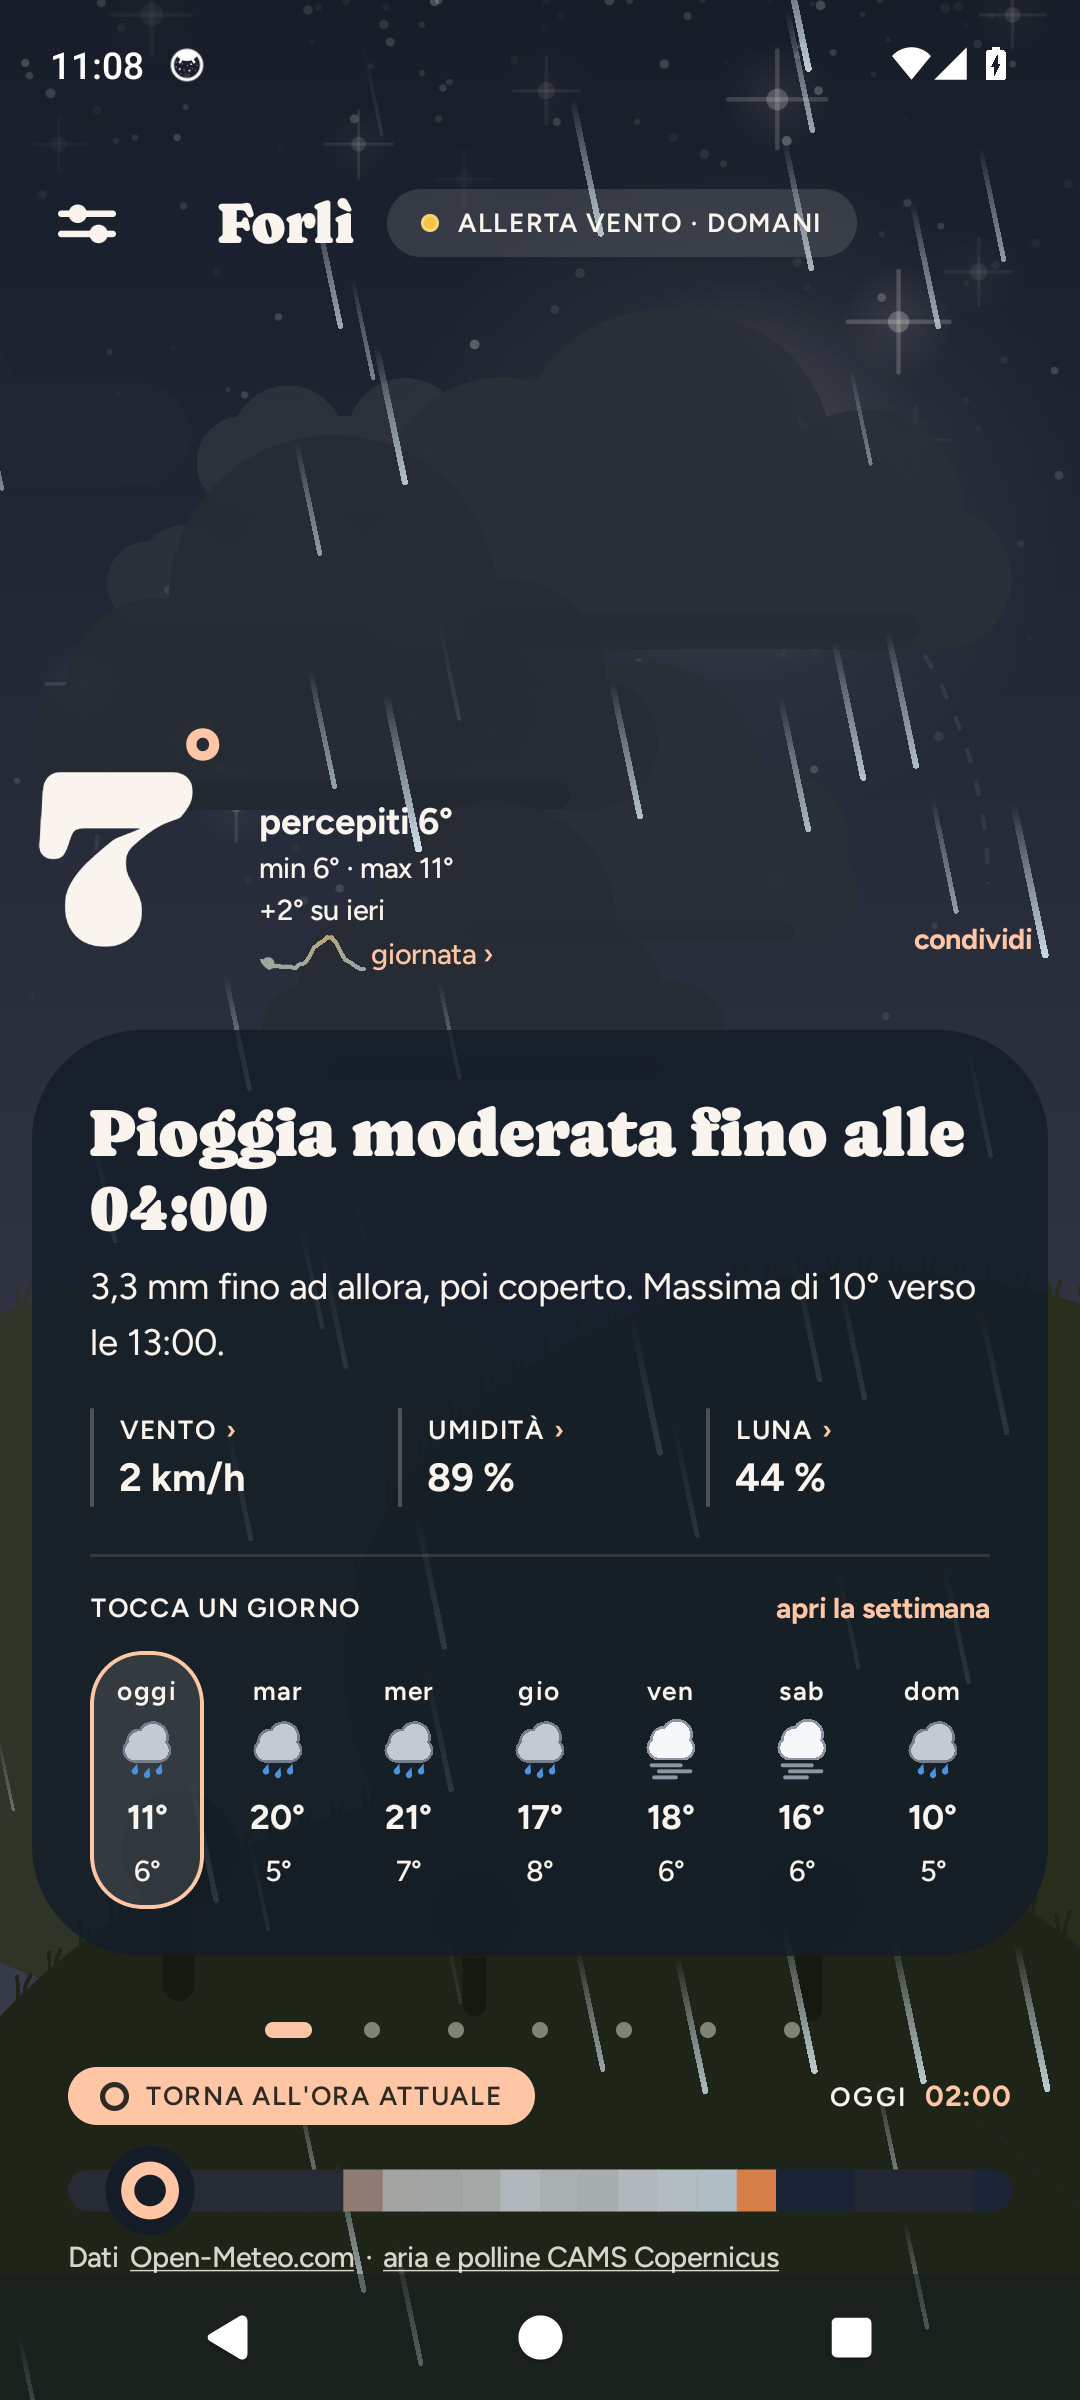 11:08
Forlì
ALLERTA VENTO · DOMANI
7°
percepiti 6°
min 6° · max 11°
+2° su ieri
giornata ›
condividi
Pioggia moderata fino alle
04:00
3,3 mm fino ad allora, poi coperto. Massima di 10° verso
le 13:00.
VENTO › UMIDITÀ › LUNA ›
2 km/h 89 % 44 %
TOCCA UN GIORNO apri la settimana
oggi mar mer gio ven sab dom
11° 20° 21° 17° 18° 16° 10°
6° 5° 7° 8° 6° 6° 5°
TORNA ALL'ORA ATTUALE OGGI 02:00
Dati Open-Meteo.com · aria e polline CAMS Copernicus